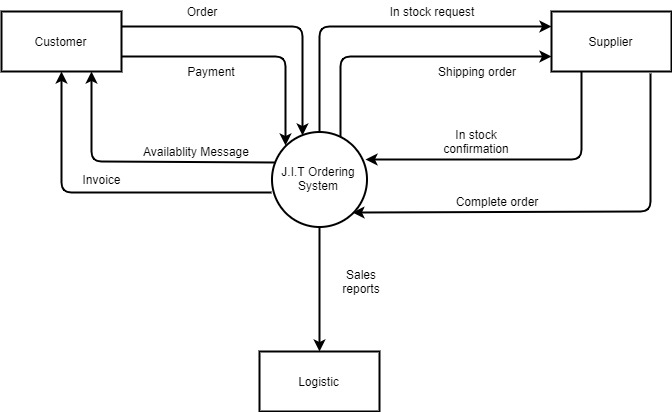 Order
In stock request
Customer
Supplier
Payment
Shipping order
In stock
confirmation
Availablity Message
J.I.T Ordering
System
Invoice
Complete order
Sales
reports
Logistic